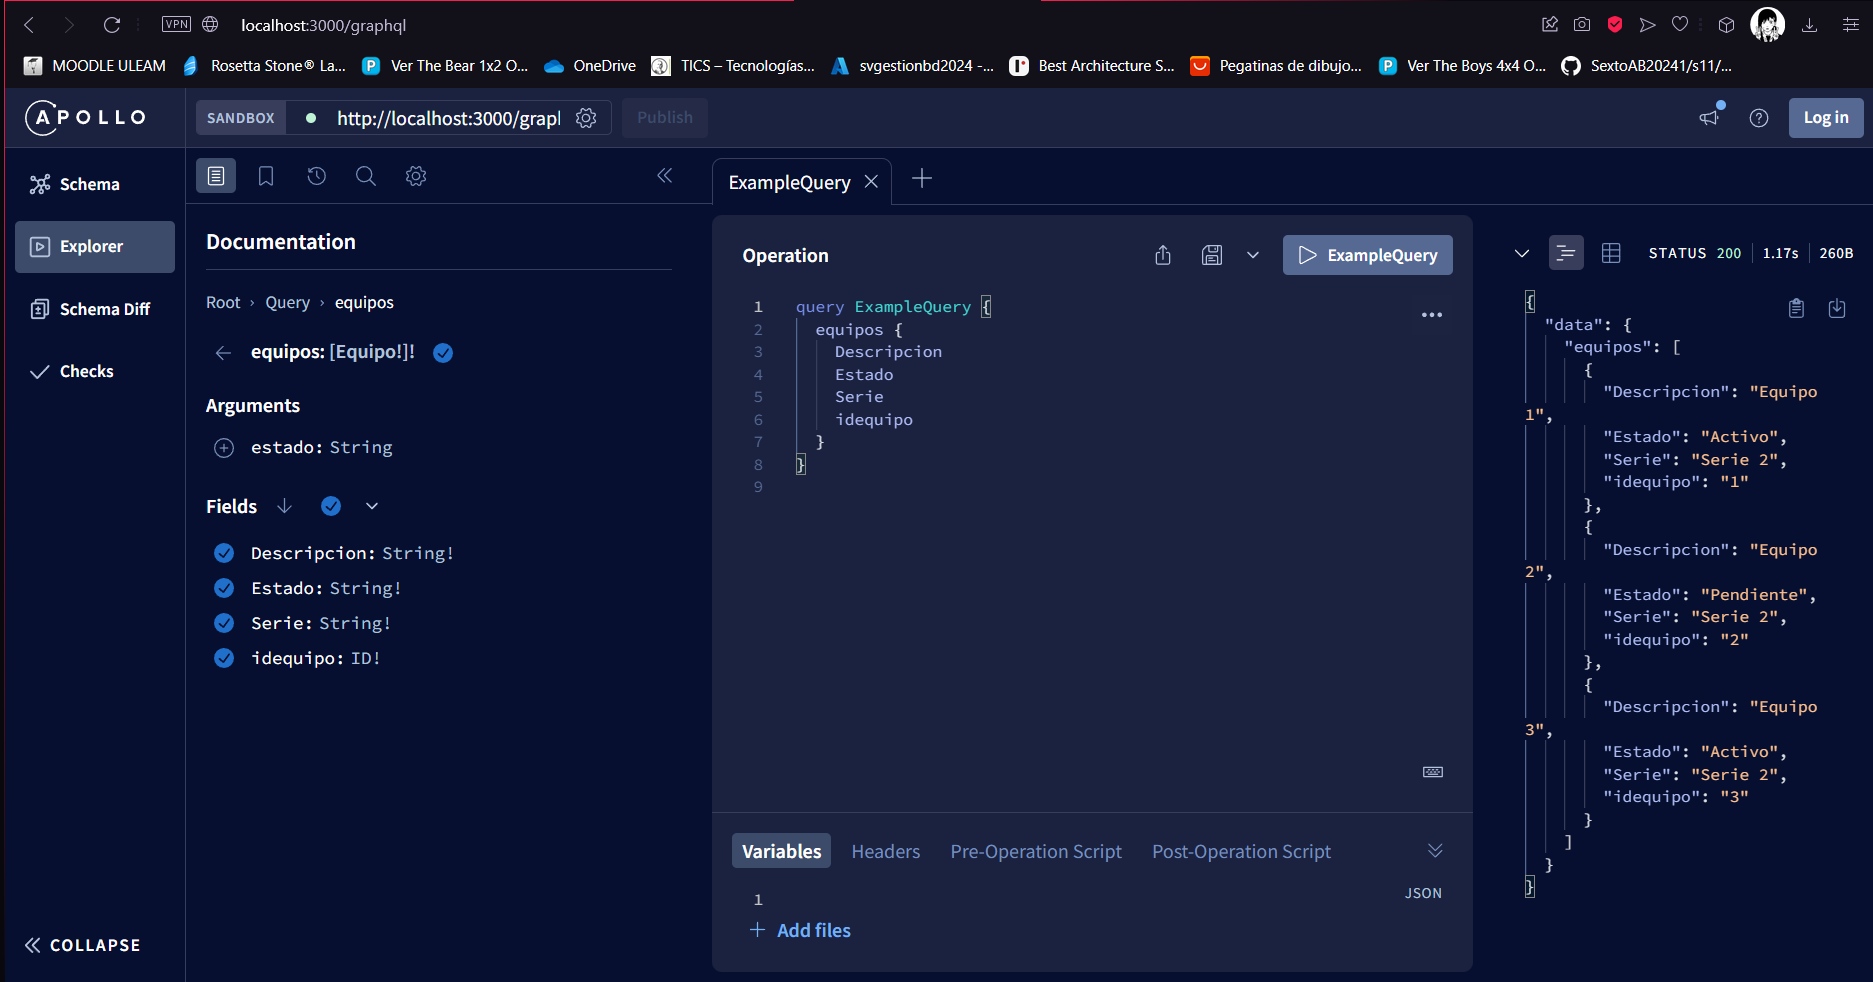 VPN
localhost:3000/graphql
MOODLE ULEAM
Rosetta Stone® La...
Ver The Bear 1x2 O...
OneDrive
TICS – Tecnologías...
svgestionbd2024 -...
Best Architecture S...
Pegatinas de dibujo...
Ver The Boys 4x4 O...
SextoAB20241/s11/...
APOLLO
SANDBOX
http://localhost:3000/grapl
Publish
Log in
Schema
Explorer
Schema Diff
Checks
COLLAPSE
Documentation
Root › Query › equipos
equipos: [Equipo!]!
Arguments
estado: String
Fields
Descripcion: String!
Estado: String!
Serie: String!
idequipo: ID!
ExampleQuery
Operation
ExampleQuery
1 query ExampleQuery {
2 equipos {
3 Descripcion
4 Estado
5 Serie
6 idequipo
7 }
8 }
9
Variables
Headers
Pre-Operation Script
Post-Operation Script
1
JSON
Add files
STATUS 200
1.17s
260B
{
"data": {
"equipos": [
{
"Descripcion": "Equipo
1",
"Estado": "Activo",
"Serie": "Serie 2",
"idequipo": "1"
},
{
"Descripcion": "Equipo
2",
"Estado": "Pendiente",
"Serie": "Serie 2",
"idequipo": "2"
},
{
"Descripcion": "Equipo
3",
"Estado": "Activo",
"Serie": "Serie 2",
"idequipo": "3"
}
]
}
}